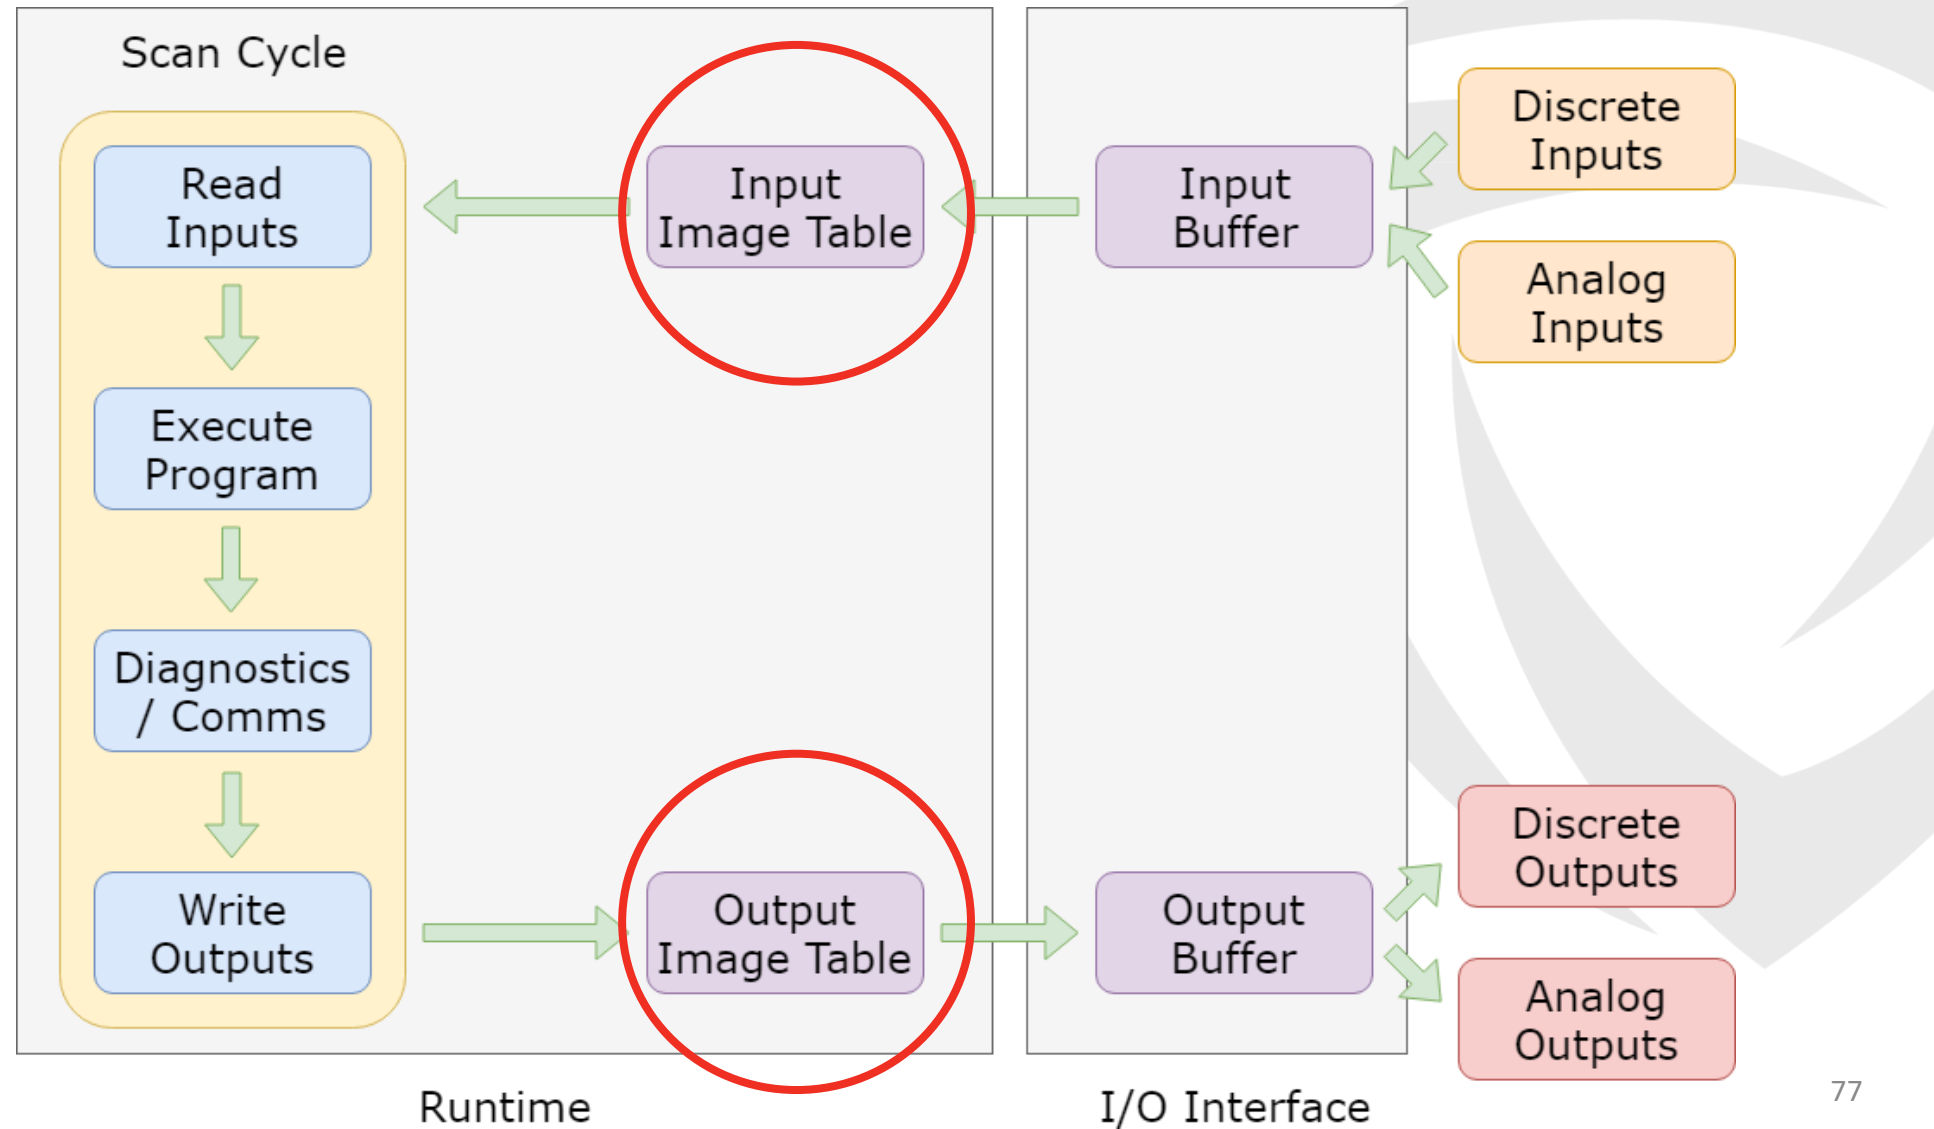 Scan Cycle
Read
Inputs
Execute
Program
Diagnostics
/ Comms
Write
Outputs
Input
Image Table
Output
Image Table
Runtime
Input
Buffer
Output
Buffer
I/O Interface
Discrete
Inputs
Analog
Inputs
Discrete
Outputs
Analog
Outputs
77